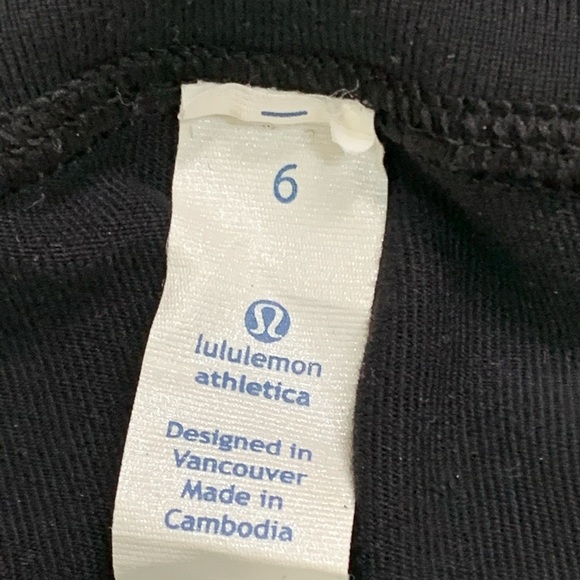 6
lululemon
athletica
Designed in
Vancouver
Made in
Cambodia